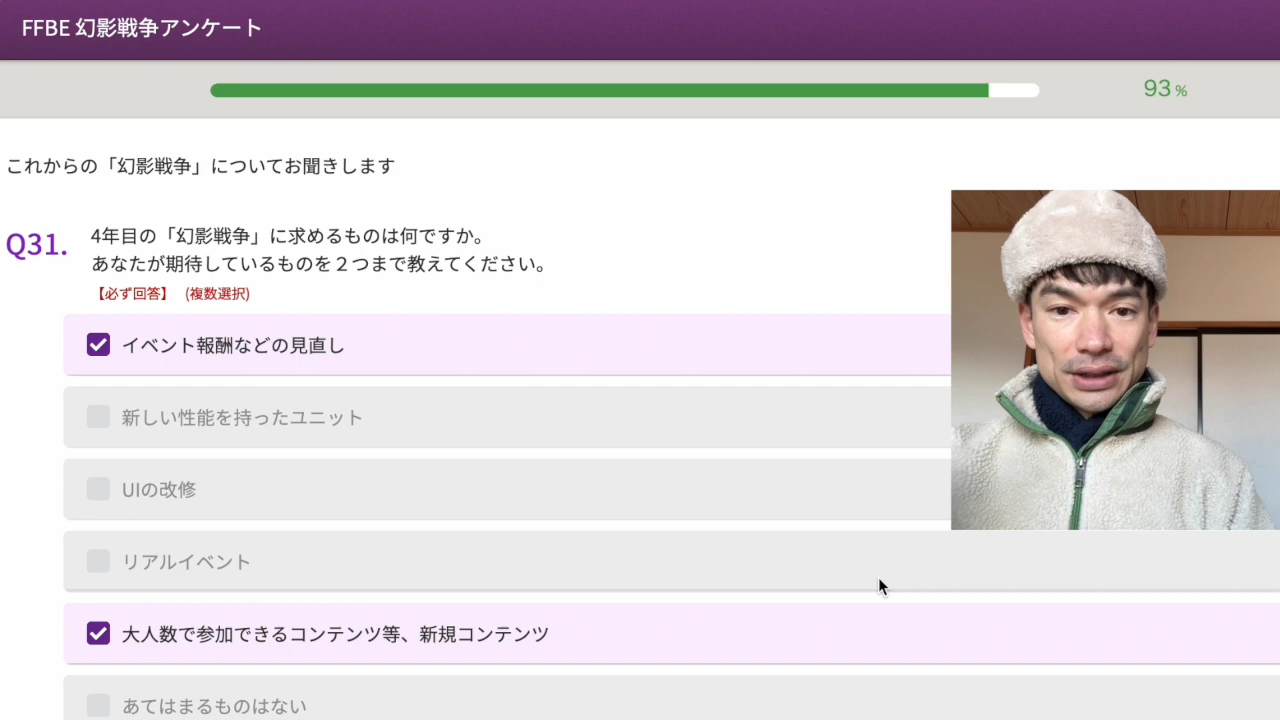 FFBE 幻影戦争アンケート
93 %
これからの「幻影戦争」についてお聞きします
Q31.
4年目の「幻影戦争」に求めるものは何ですか。
あなたが期待しているものを２つまで教えてください。
【必ず回答】 (複数選択)
イベント報酬などの見直し
新しい性能を持ったユニット
UIの改修
リアルイベント
大人数で参加できるコンテンツ等、新規コンテンツ
あてはまるものはない